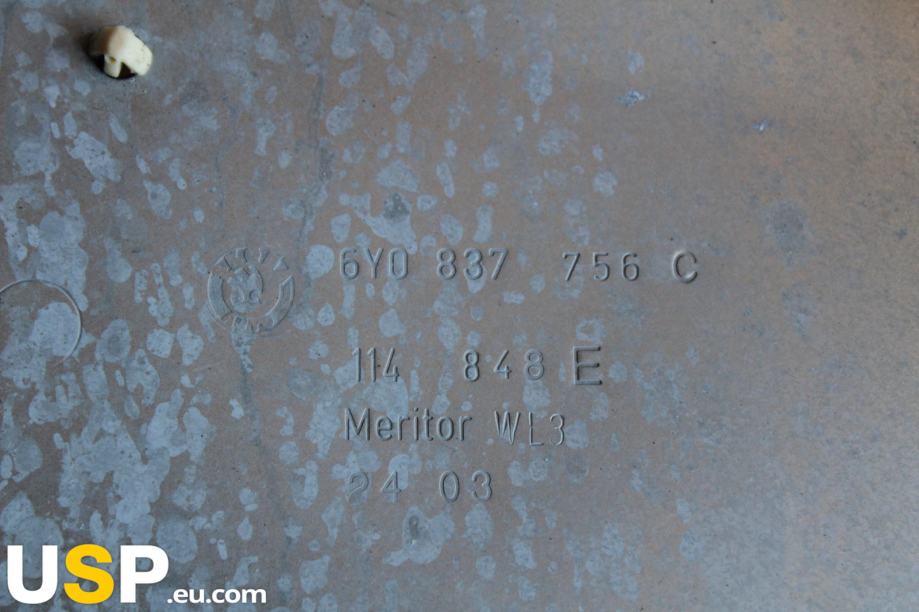 6Y0 837 756 C
114 848 E
Meritor WL3
24 03
USP.eu.com